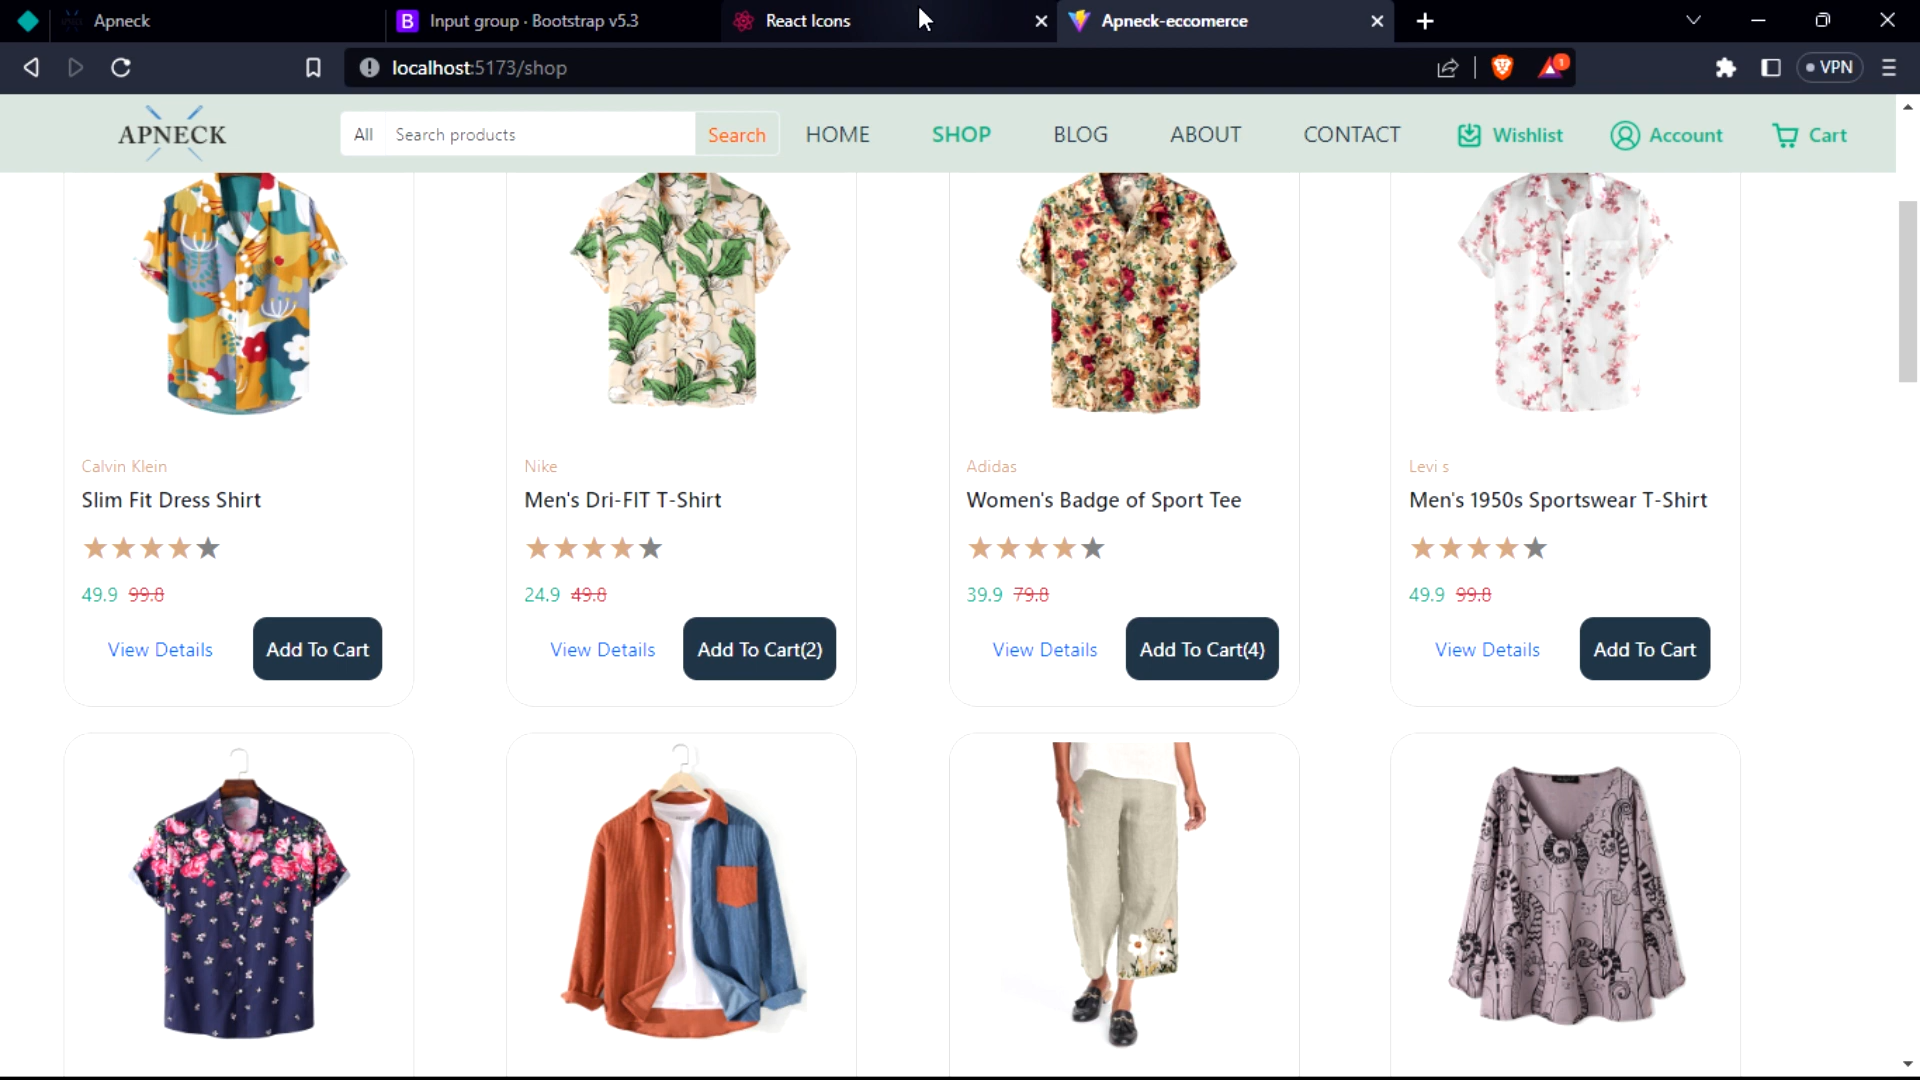 Apneck
Input group · Bootstrap v5.3
React Icons
Apneck-eccomerce
localhost:5173/shop
1
VPN
APNECK
All
Search products
Search
HOME
SHOP
BLOG
ABOUT
CONTACT
Wishlist
Account
Cart
Calvin Klein
Slim Fit Dress Shirt
49.9 99.8
View Details
Add To Cart
Nike
Men's Dri-FIT T-Shirt
24.9 49.8
View Details
Add To Cart(2)
Adidas
Women's Badge of Sport Tee
39.9 79.8
View Details
Add To Cart(4)
Levi s
Men's 1950s Sportswear T-Shirt
49.9 99.8
View Details
Add To Cart